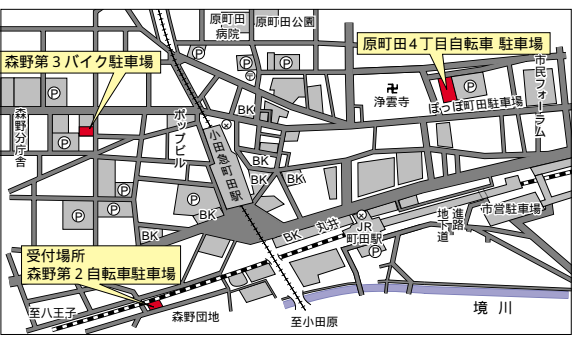 原町田
病院
原町田公園
原町田4丁目自転車 駐車場
森野第3バイク駐車場
市民フォーラム
卍
浄雲寺
ぽっぽ町田駐車場
森野分庁舎
ポップビル
小田急町田駅
P
P
P
P
P
P
P
P
P
P
P
〒
BK
BK
BK
BK
BK
BK
BK
丸井
JR
町田駅
地下道
進路
市営駐車場
受付場所
森野第2自転車駐車場
至八王子
森野団地
至小田原
境 川